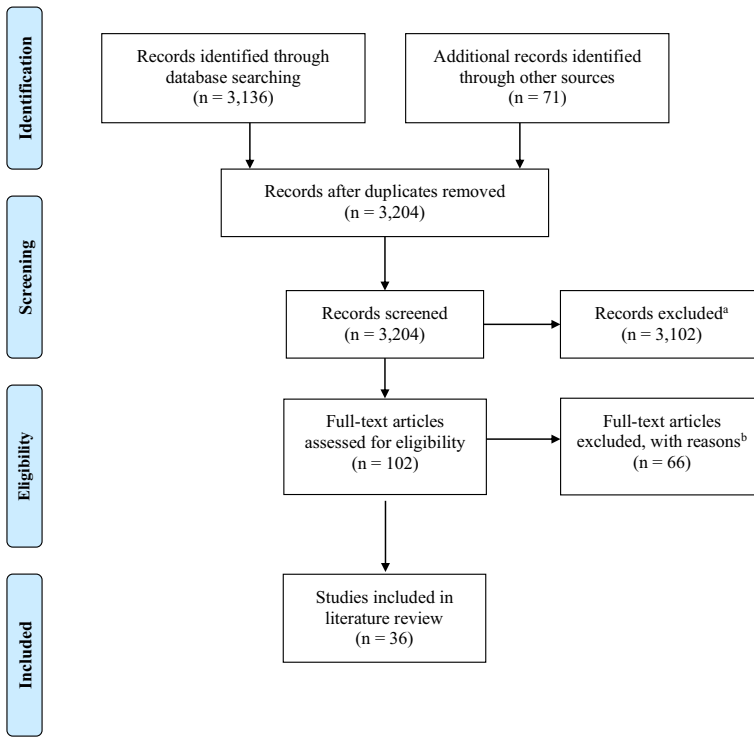 Identification
Records identified through
database searching
(n = 3,136)
Additional records identified
through other sources
(n = 71)
Records after duplicates removed
(n = 3,204)
Screening
Records screened
(n = 3,204)
Records excludedᵃ
(n = 3,102)
Eligibility
Full-text articles
assessed for eligibility
(n = 102)
Full-text articles
excluded, with reasonsᵇ
(n = 66)
Included
Studies included in
literature review
(n = 36)